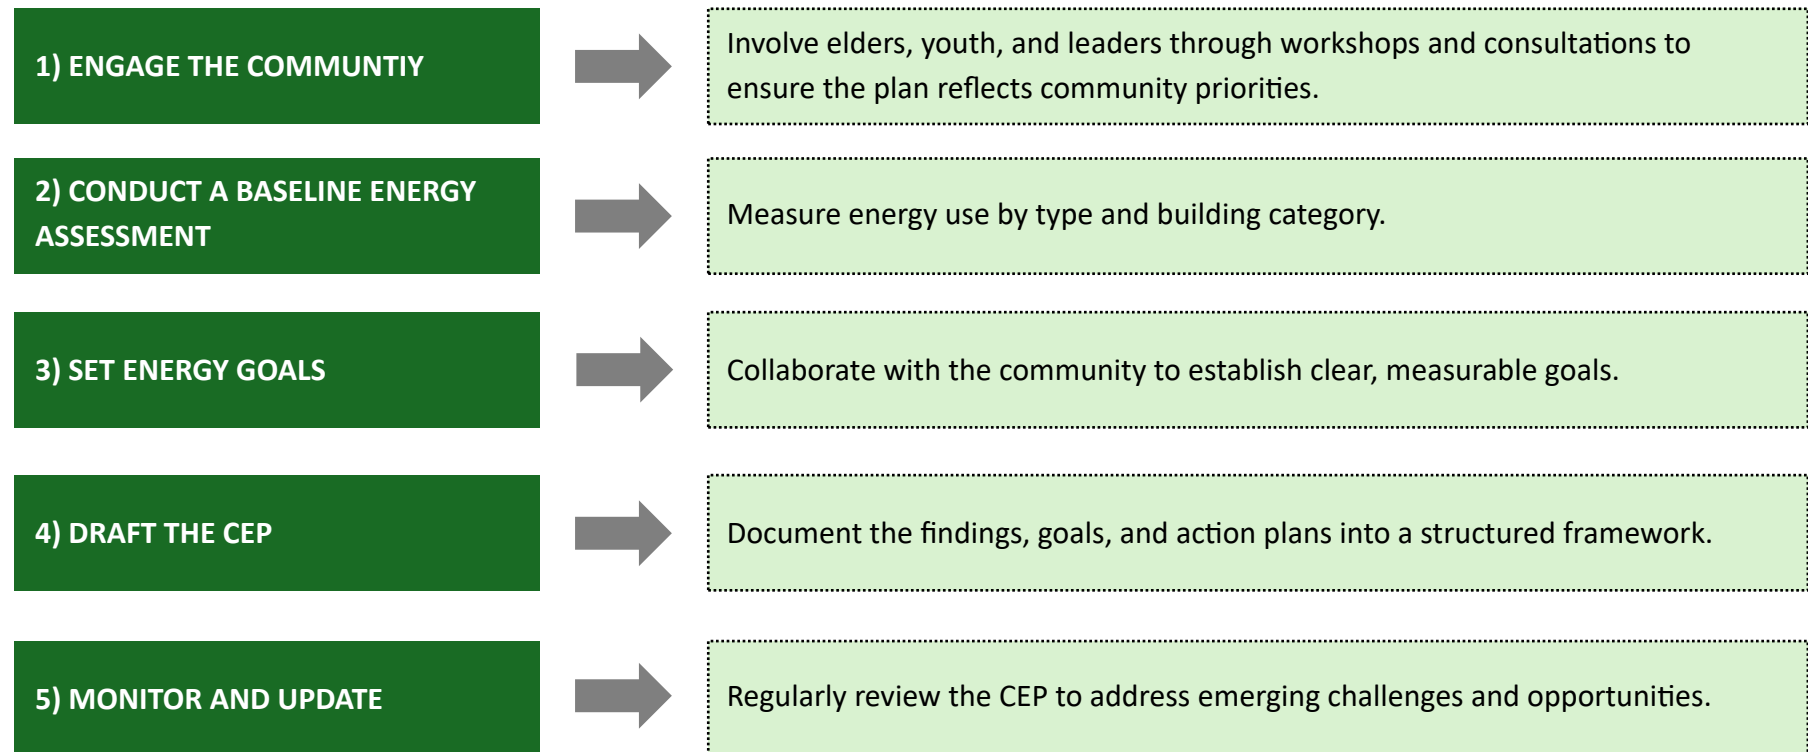 1) ENGAGE THE COMMUNTIY
Involve elders, youth, and leaders through workshops and consultations to
ensure the plan reflects community priorities.
2) CONDUCT A BASELINE ENERGY
ASSESSMENT
Measure energy use by type and building category.
3) SET ENERGY GOALS
Collaborate with the community to establish clear, measurable goals.
4) DRAFT THE CEP
Document the findings, goals, and action plans into a structured framework.
5) MONITOR AND UPDATE
Regularly review the CEP to address emerging challenges and opportunities.